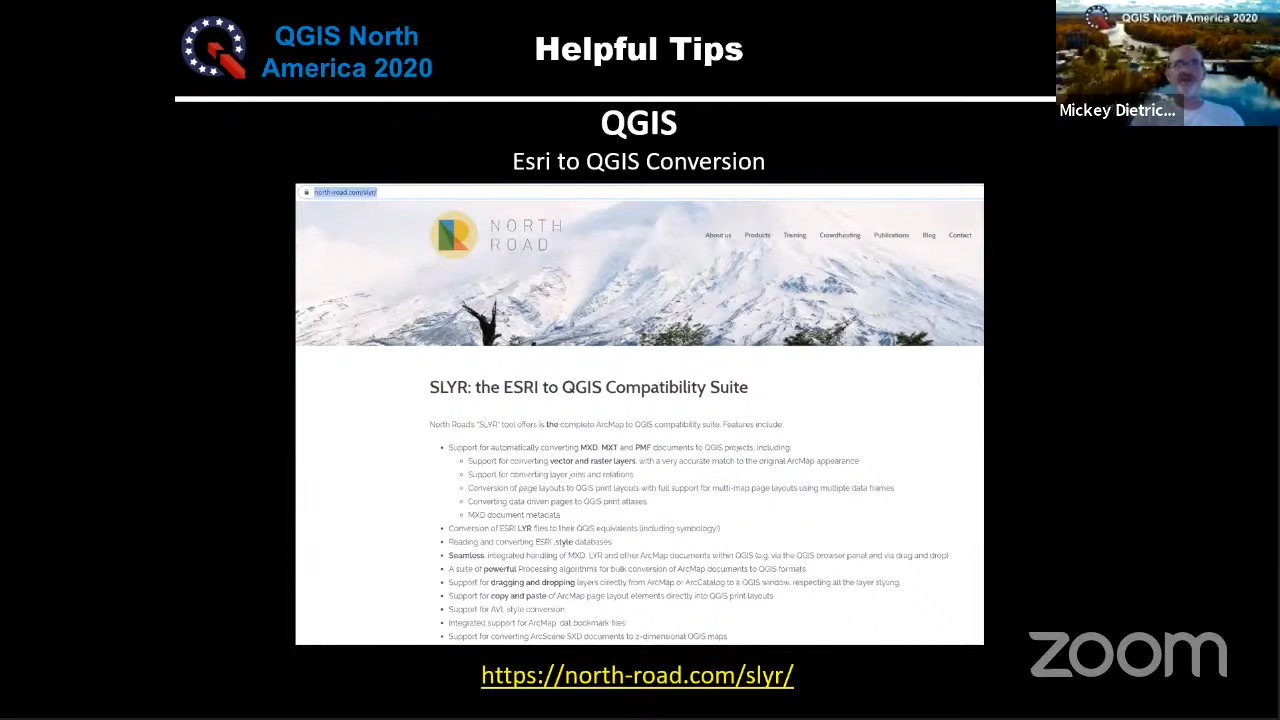 QGIS North
America 2020
Helpful Tips
QGIS North America 2020
Mickey Dietric...
QGIS
Esri to QGIS Conversion
north-road.com/slyr/
NORTH
ROAD
About us Products Training Crowdfunding Publications Blog Contact
SLYR: the ESRI to QGIS Compatibility Suite
North Road's "SLYR" tool offers is the complete ArcMap to QGIS compatibility suite. Features include:
• Support for automatically converting MXD, MXT and PMF documents to QGIS projects, including:
◦ Support for converting vector and raster layers, with a very accurate match to the original ArcMap appearance
◦ Support for converting layer joins and relations
◦ Conversion of page layouts to QGIS print layouts with full support for multi-map page layouts using multiple data frames
◦ Converting data driven pages to QGIS print atlases
◦ MXD document metadata
• Conversion of ESRI LYR files to their QGIS equivalents (including symbology!)
• Reading and converting ESRI .style databases
• Seamless, integrated handling of MXD, LYR and other ArcMap documents within QGIS (e.g. via the QGIS browser panel and via drag and drop)
• A suite of powerful Processing algorithms for bulk conversion of ArcMap documents to QGIS formats
• Support for dragging and dropping layers directly from ArcMap or ArcCatalog to a QGIS window, respecting all the layer styling.
• Support for copy and paste of ArcMap page layout elements directly into QGIS print layouts
• Support for AVL style conversion
• Integrated support for ArcMap .dat bookmark files
• Support for converting ArcScene SXD documents to 2-dimensional QGIS maps
https://north-road.com/slyr/
zoom